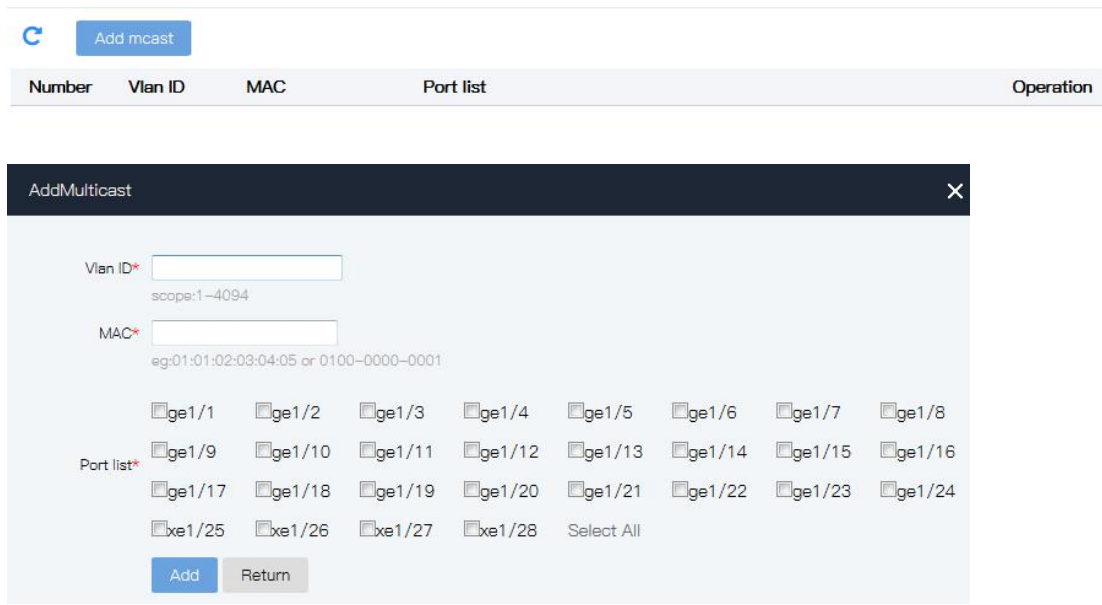 Add mcast
Number Vlan ID MAC Port list Operation
AddMulticast
Vlan ID*
scope:1-4094
MAC*
eg:01:01:02:03:04:05 or 0100-0000-0001
Port list*
ge1/1 ge1/2 ge1/3 ge1/4 ge1/5 ge1/6 ge1/7 ge1/8
ge1/9 ge1/10 ge1/11 ge1/12 ge1/13 ge1/14 ge1/15 ge1/16
ge1/17 ge1/18 ge1/19 ge1/20 ge1/21 ge1/22 ge1/23 ge1/24
xe1/25 xe1/26 xe1/27 xe1/28 Select All
Add Return